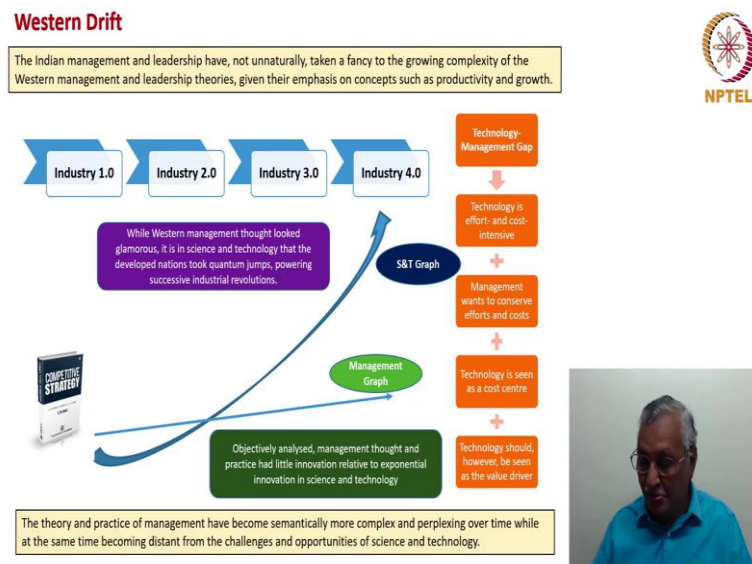 Western Drift
The Indian management and leadership have, not unnaturally, taken a fancy to the growing complexity of the
Western management and leadership theories, given their emphasis on concepts such as productivity and growth.
NPTEL
Industry 1.0
Industry 2.0
Industry 3.0
Industry 4.0
While Western management thought looked
glamorous, it is in science and technology that the
developed nations took quantum jumps, powering
successive industrial revolutions.
S&T Graph
Management
Graph
COMPETITIVE
STRATEGY
Objectively analysed, management thought and
practice had little innovation relative to exponential
innovation in science and technology
Technology-
Management Gap
Technology is
effort- and cost-
intensive
Management
wants to conserve
efforts and costs
Technology is seen
as a cost centre
Technology should,
however, be seen
as the value driver
The theory and practice of management have become semantically more complex and perplexing over time while
at the same time becoming distant from the challenges and opportunities of science and technology.